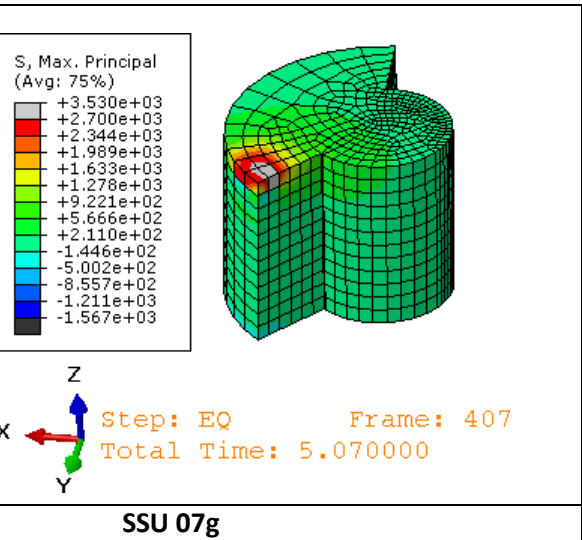 S, Max. Principal
(Avg: 75%)
+3.530e+03
+2.700e+03
+2.344e+03
+1.989e+03
+1.633e+03
+1.278e+03
+9.221e+02
+5.666e+02
+2.110e+02
-1.446e+02
-5.002e+02
-8.557e+02
-1.211e+03
-1.567e+03
Z
X
Y
Step: EQ Frame: 407
Total Time: 5.070000
SSU 07g